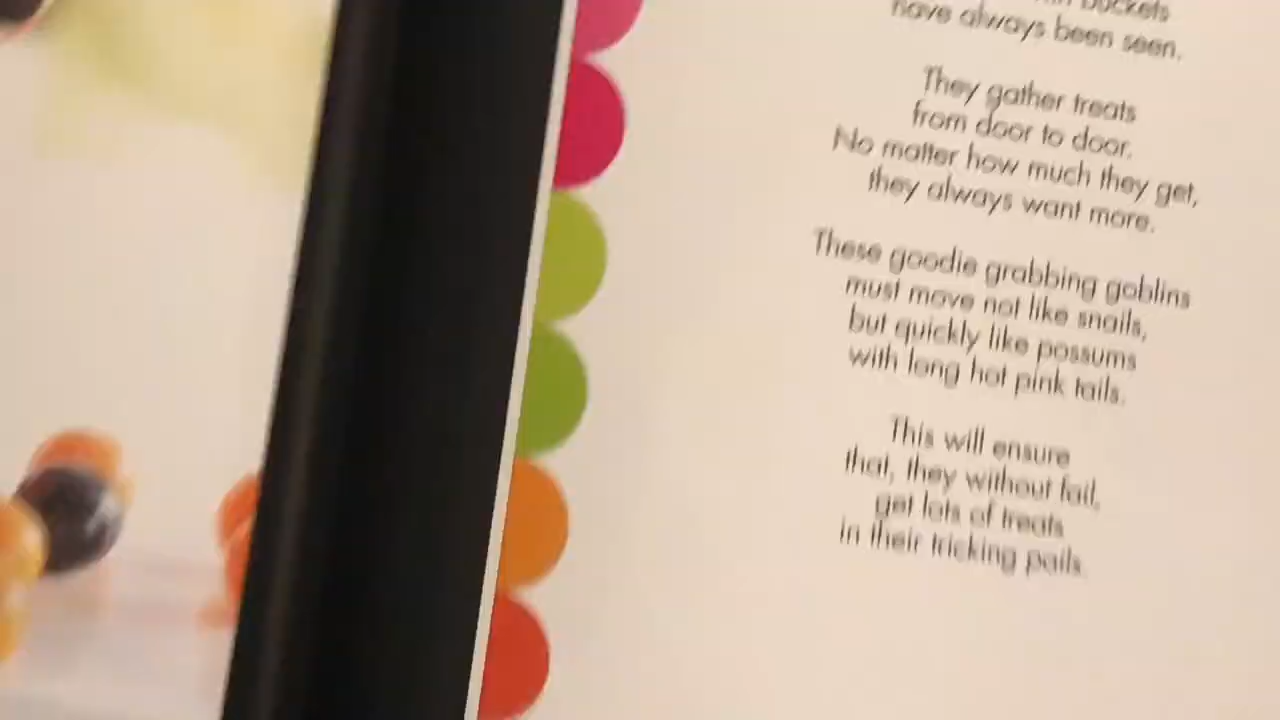 buckets
have always been seen.
They gather treats
from door to door.
No matter how much they get,
they always want more.
These goodie grabbing goblins
must move not like snails,
but quickly like possums
with long hot pink tails.
This will ensure
that, they without fail,
get lots of treats
in their tricking pails.